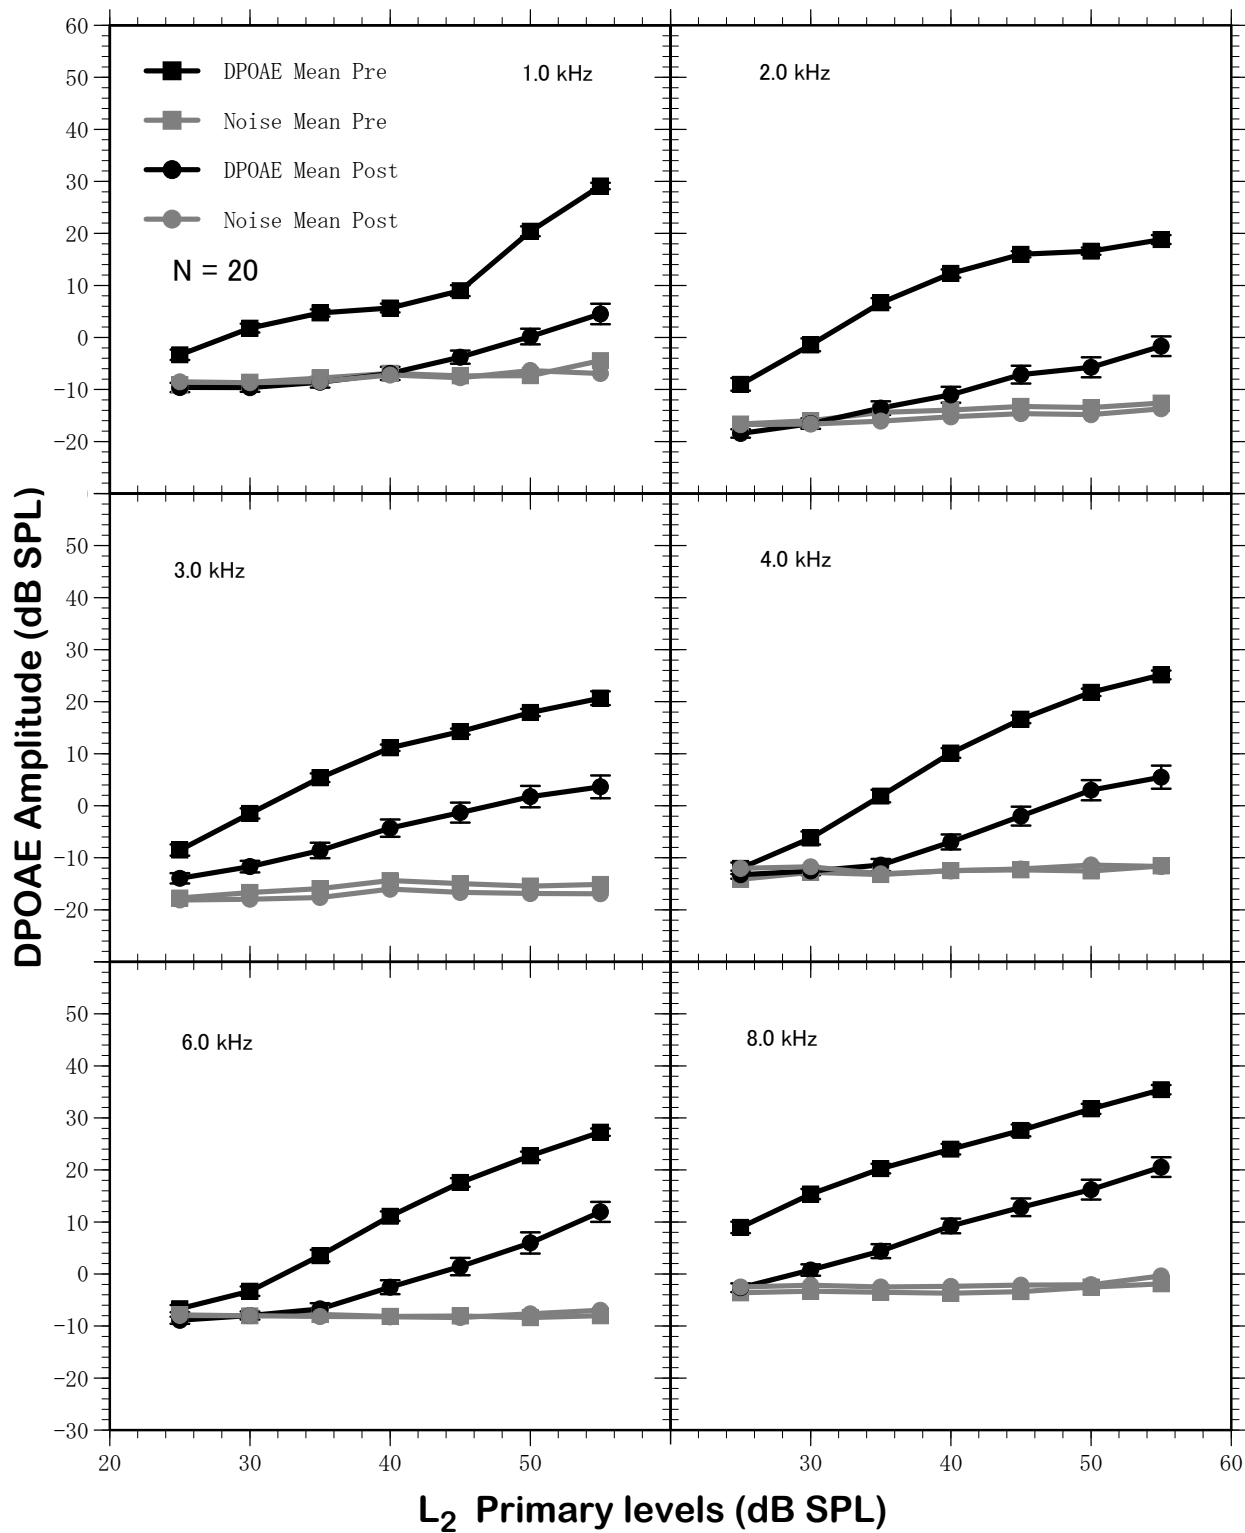 60
50
40
30
20
10
0
−10
−20
DPOAE Mean Pre
Noise Mean Pre
DPOAE Mean Post
Noise Mean Post
N = 20
1.0 kHz
2.0 kHz
50
40
30
20
10
0
−10
−20
3.0 kHz
4.0 kHz
50
40
30
20
10
0
−10
−20
−30
6.0 kHz
8.0 kHz
20 30 40 50 30 40 50 60
DPOAE Amplitude (dB SPL)
L2 Primary levels (dB SPL)